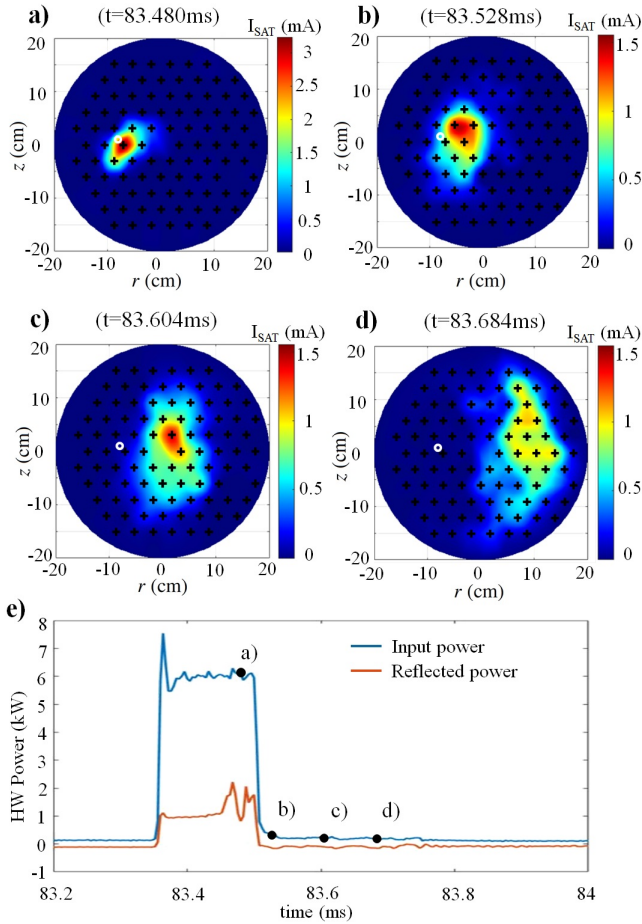 a) (t=83.480ms) I_SAT (mA)
20
10
0
-10
-20
z (cm)
-20 -10 0 10 20
r (cm)
3
2.5
2
1.5
1
0.5
0
b) (t=83.528ms) I_SAT (mA)
20
10
0
-10
-20
z (cm)
-20 -10 0 10 20
r (cm)
1.5
1
0.5
0
c) (t=83.604ms) I_SAT (mA)
20
10
0
-10
-20
z (cm)
-20 -10 0 10 20
r (cm)
1.5
1
0.5
0
d) (t=83.684ms) I_SAT (mA)
20
10
0
-10
-20
z (cm)
-20 -10 0 10 20
r (cm)
1.5
1
0.5
0
e)
HW Power (kW)
8
7
6
5
4
3
2
1
0
-1
a)
b) c) d)
Input power
Reflected power
83.2 83.4 83.6 83.8 84
time (ms)